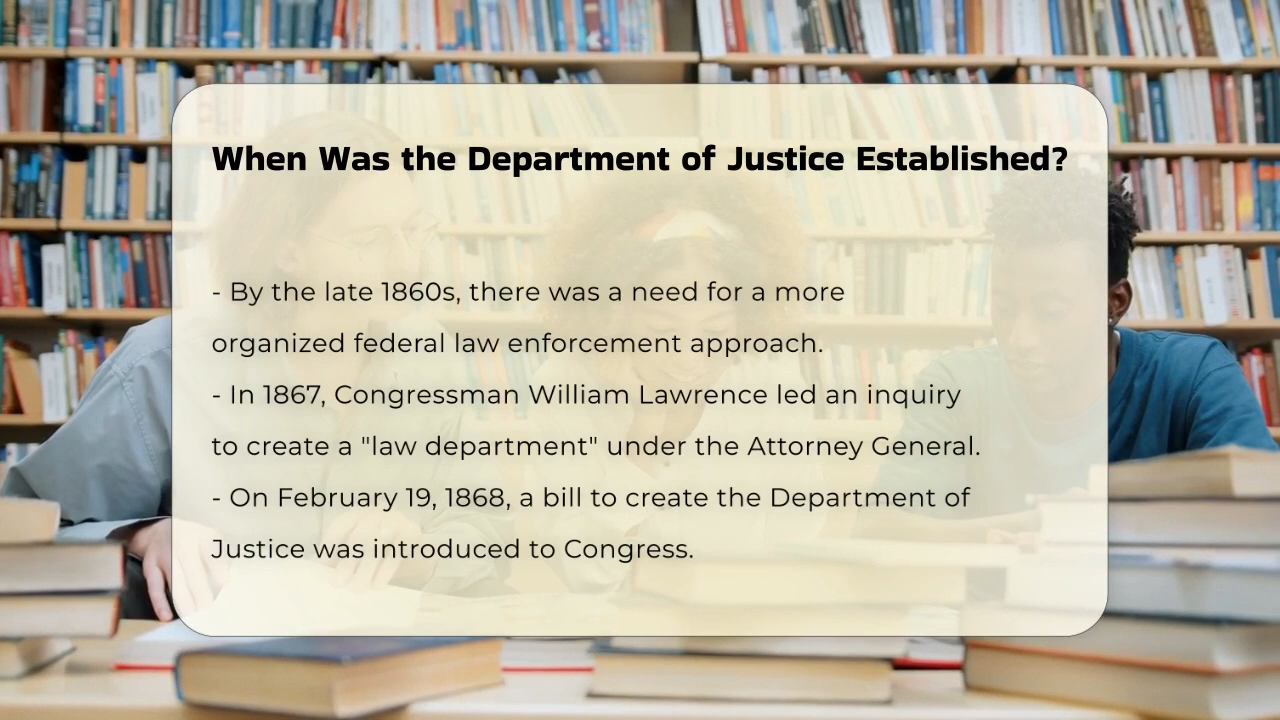 When Was the Department of Justice Established?
- By the late 1860s, there was a need for a more
organized federal law enforcement approach.
- In 1867, Congressman William Lawrence led an inquiry
to create a "law department" under the Attorney General.
- On February 19, 1868, a bill to create the Department of
Justice was introduced to Congress.